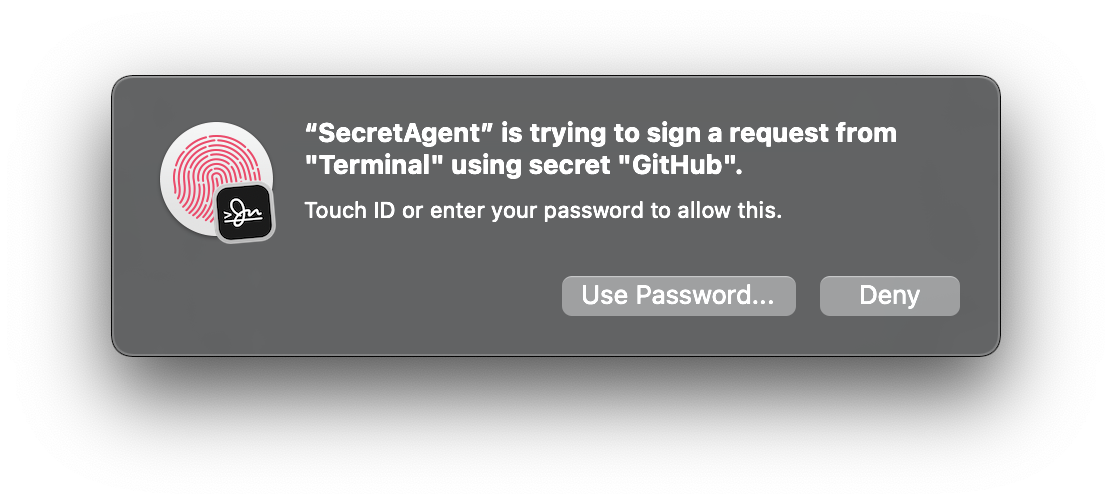 “SecretAgent” is trying to sign a request from
"Terminal" using secret "GitHub".
Touch ID or enter your password to allow this.
Use Password...
Deny